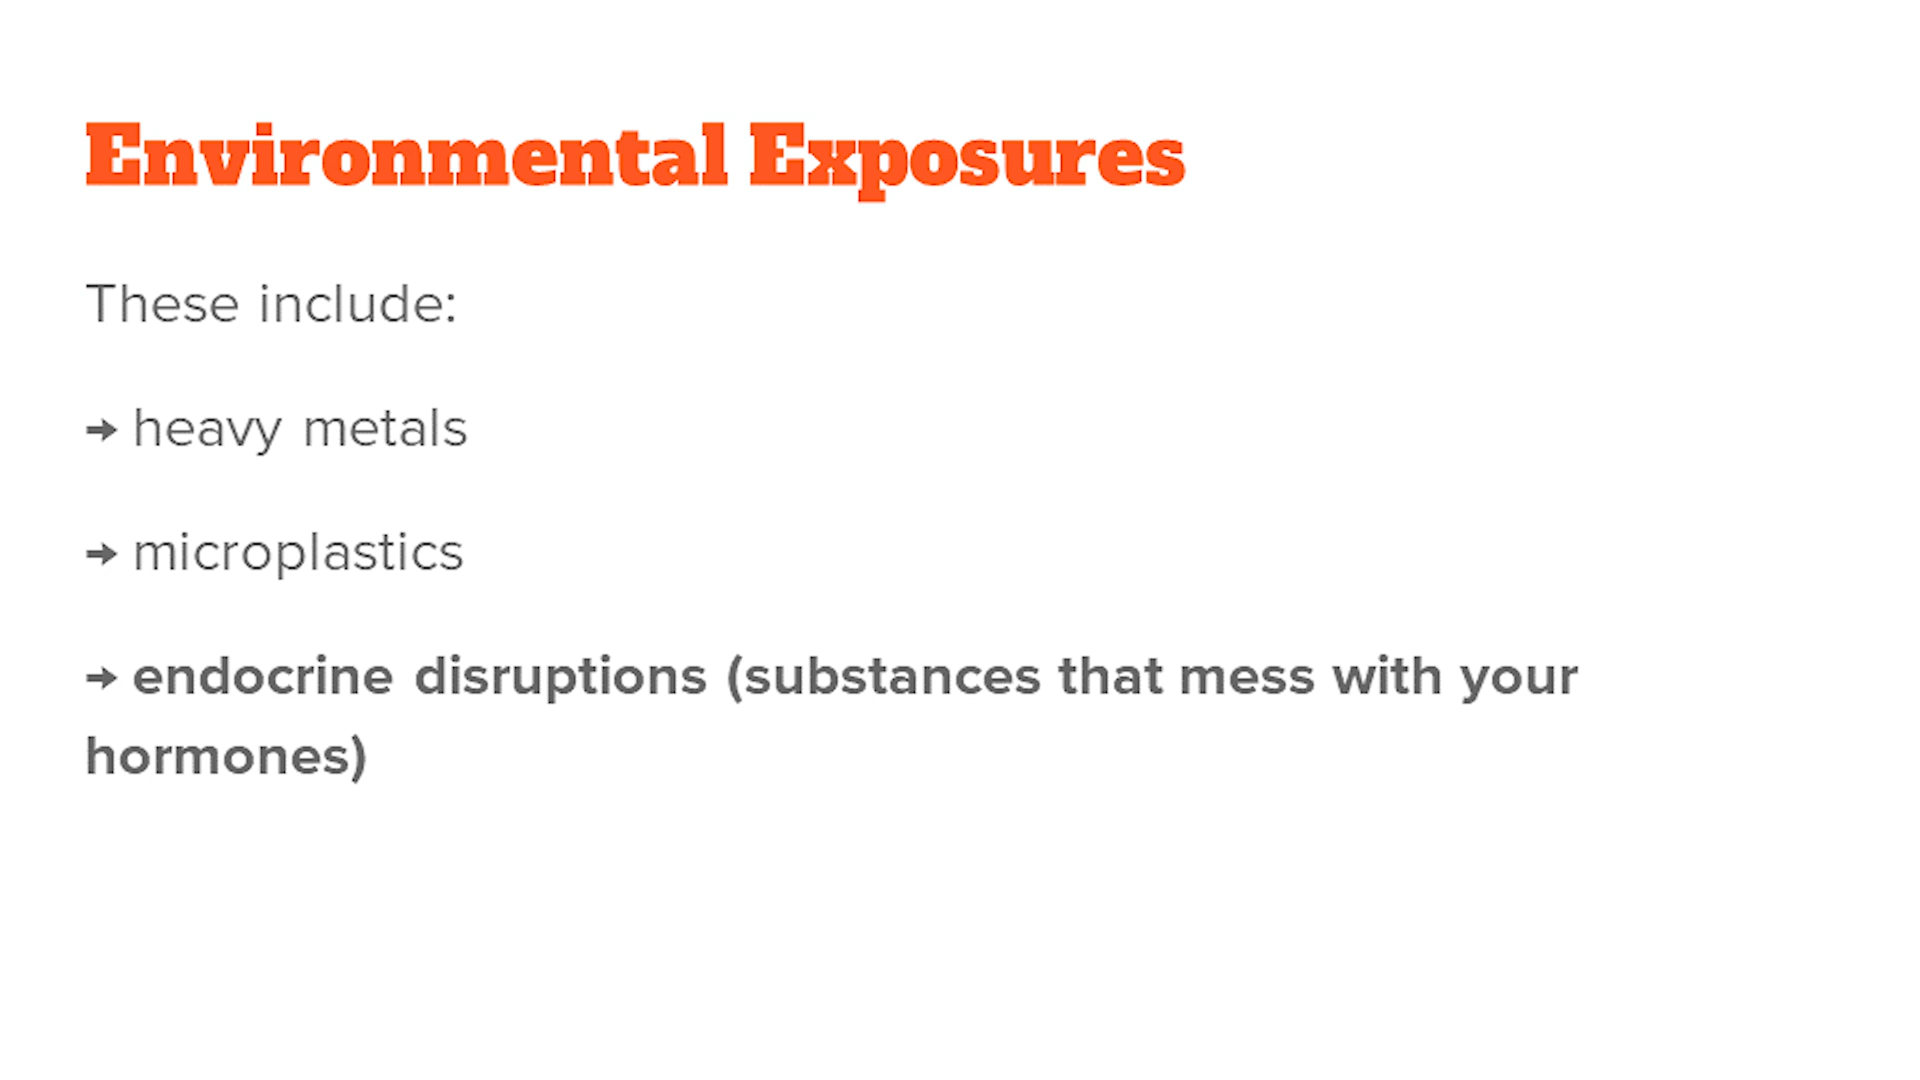 Environmental Exposures
These include:
→ heavy metals
→ microplastics
→ endocrine disruptions (substances that mess with your
hormones)